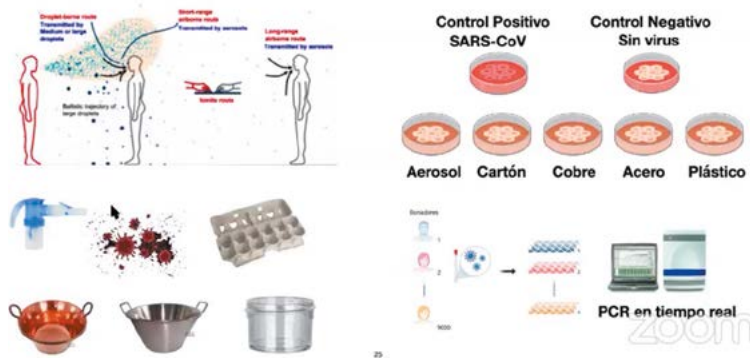 Droplet-borne route
Transmitted by
Medium or large
droplets
Short-range
airborne route
Transmitted by aerosols
Long-range
airborne route
Transmitted by aerosols
Ballistic trajectory of
large droplets
fomite route
Control Positivo
SARS-CoV
Control Negativo
Sin virus
Aerosol Cartón Cobre Acero Plástico
Donadores
1
2
PCR en tiempo real
zoom
25